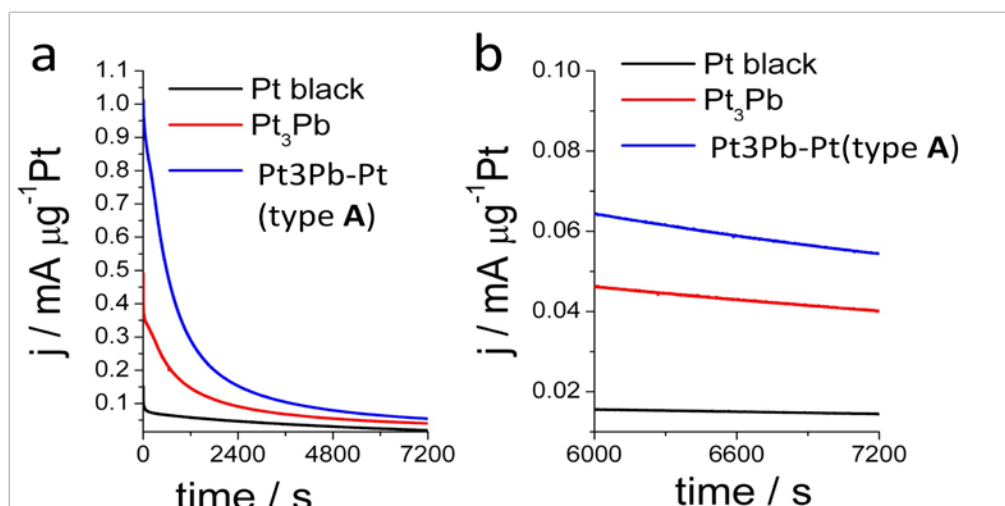 a
1.1
1.0
0.9
0.8
0.7
0.6
0.5
0.4
0.3
0.2
0.1
j / mA μg⁻¹Pt
Pt black
Pt₃Pb
Pt3Pb-Pt
(type A)
0 2400 4800 7200
time / s
b
0.10
0.08
0.06
0.04
0.02
j / mA μg⁻¹Pt
Pt black
Pt₃Pb
Pt3Pb-Pt(type A)
6000 6600 7200
time / s